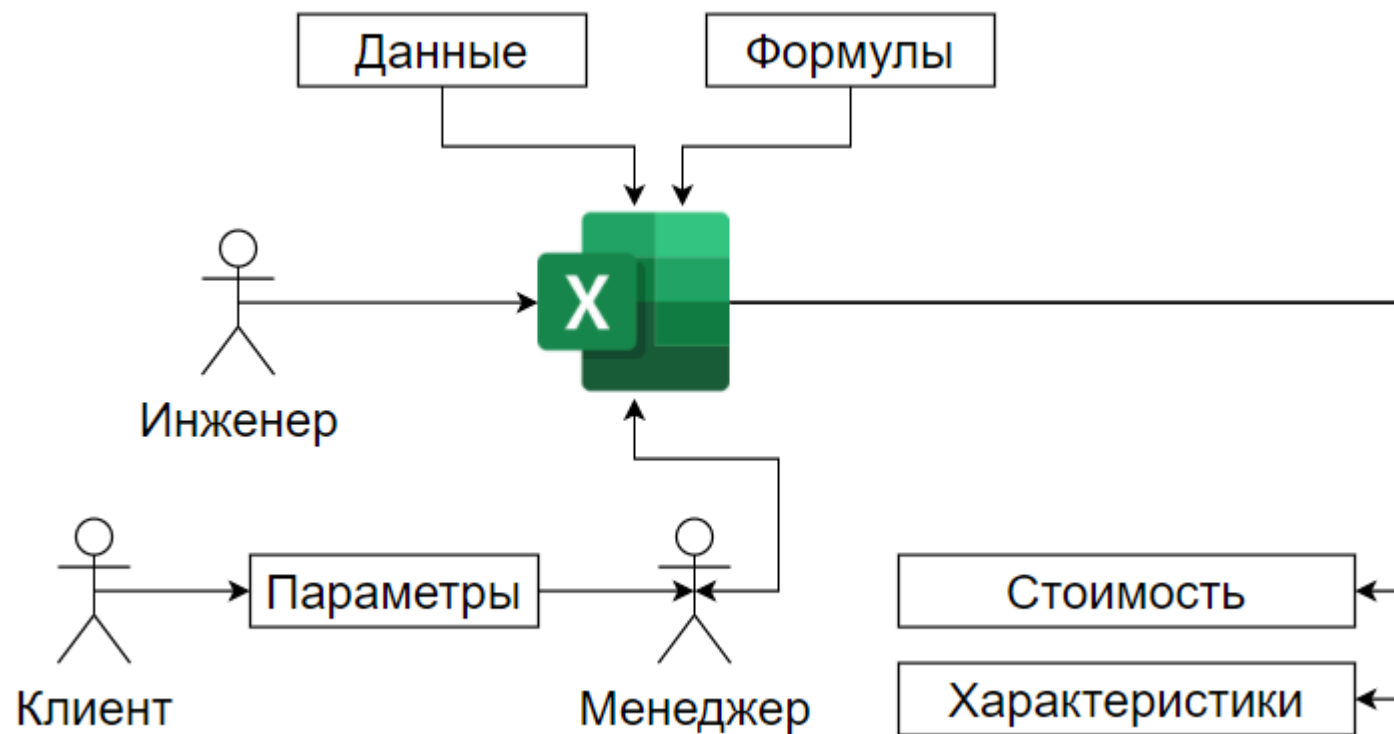 Данные
Формулы
X
Инженер
Параметры
Стоимость
Клиент
Менеджер
Характеристики